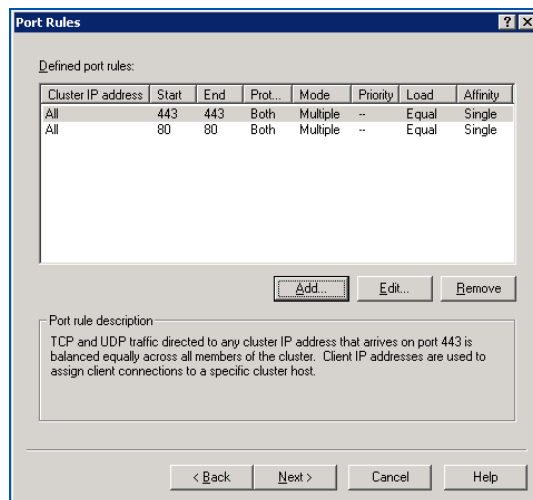 Port Rules
Defined port rules:
Cluster IP address Start End Prot... Mode Priority Load Affinity
All 443 443 Both Multiple -- Equal Single
All 80 80 Both Multiple -- Equal Single
Add... Edit... Remove
Port rule description
TCP and UDP traffic directed to any cluster IP address that arrives on port 443 is
balanced equally across all members of the cluster. Client IP addresses are used to
assign client connections to a specific cluster host.
< Back Next > Cancel Help